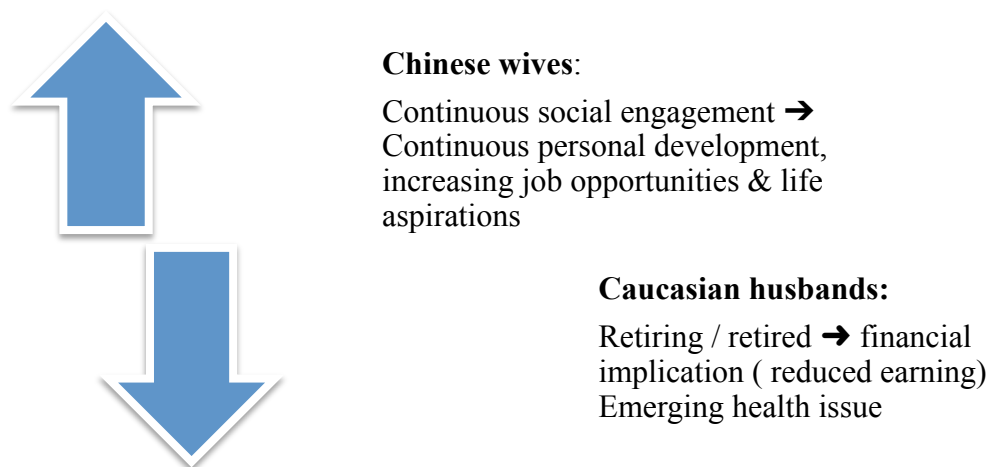 Chinese wives:
Continuous social engagement ➔
Continuous personal development,
increasing job opportunities & life
aspirations
Caucasian husbands:
Retiring / retired ➔ financial
implication ( reduced earning)
Emerging health issue